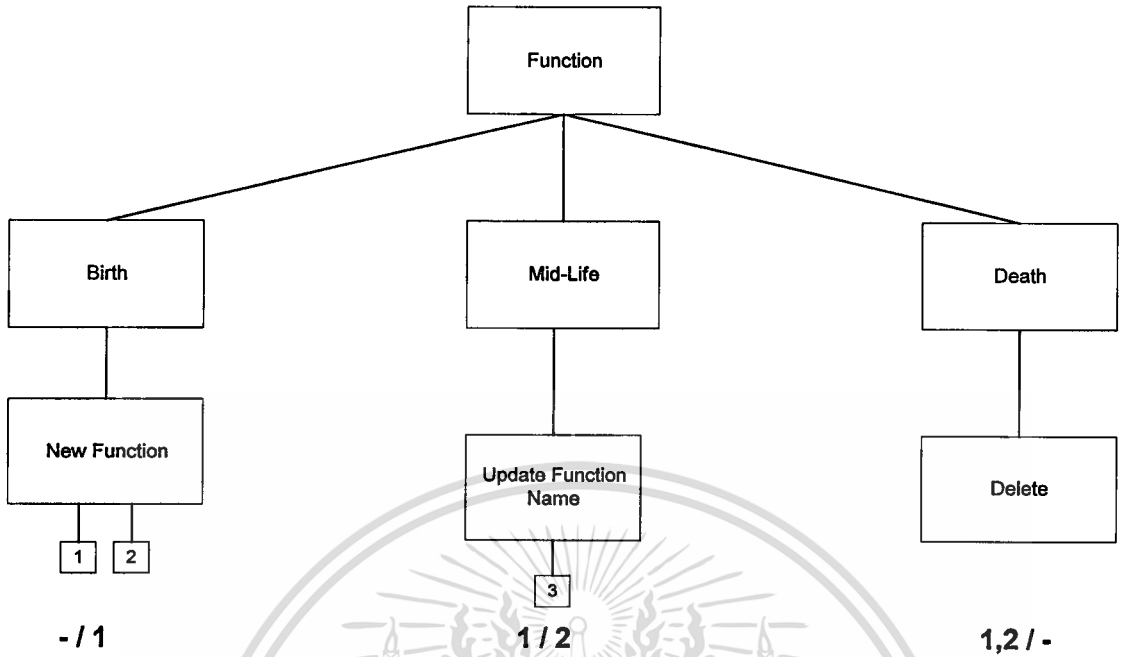 Function
Birth
Mid-Life
Death
New Function
Update Function
Name
Delete
1
2
3
- / 1
1 / 2
1,2 / -